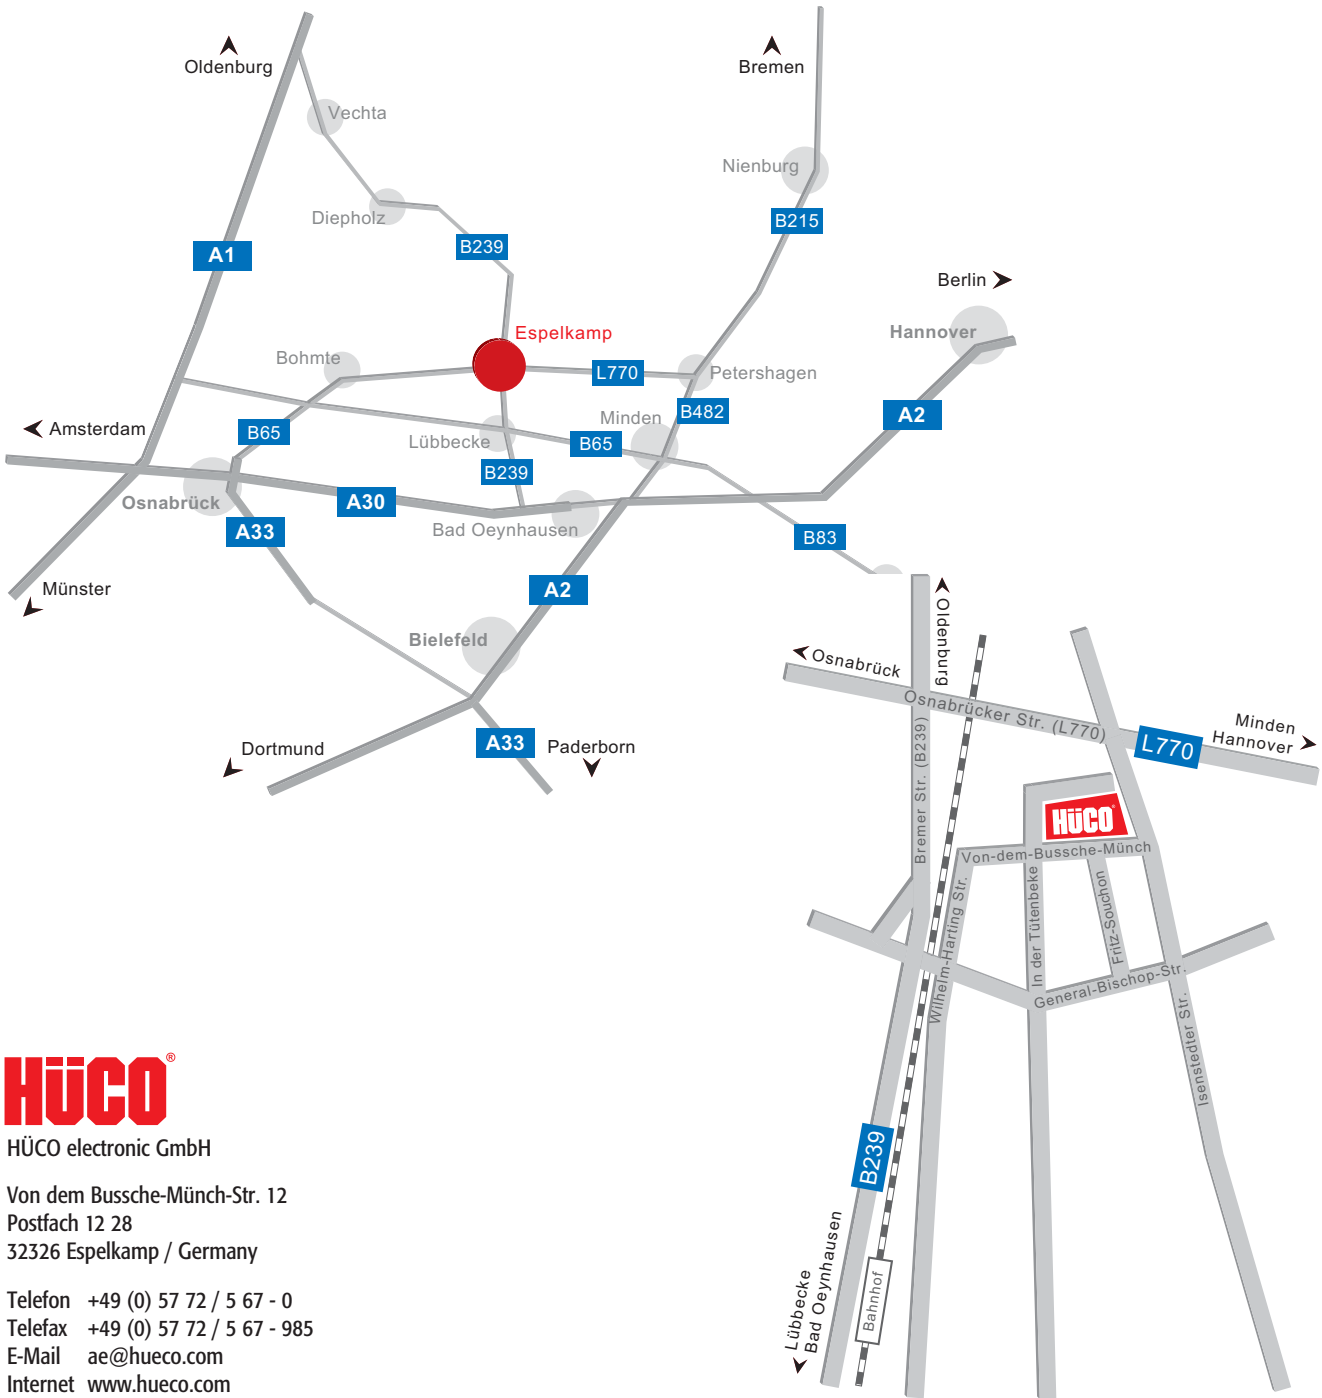 Oldenburg
Bremen
Vechta
Nienburg
Diepholz
B215
B239
A1
Berlin
Hannover
Espelkamp
Bohmte
L770
Petershagen
B482
A2
Minden
Amsterdam
B65
Lübbecke
B65
B239
Osnabrück
A30
A33
Bad Oeynhausen
B83
Münster
A2
Bielefeld
Dortmund
A33
Paderborn
Oldenburg
Osnabrück
Osnabrücker Str. (L770)
Minden
Hannover
L770
Bremer Str. (B239)
HÜCO
Von-dem-Bussche-Münch
Wilhelm-Harting Str.
In der Tütenbeke
Fritz-Souchon
General-Bischop-Str.
Isenstedter Str.
B239
Lübbecke
Bad Oeynhausen
Bahnhof
HÜCO®
HÜCO electronic GmbH
Von dem Bussche-Münch-Str. 12
Postfach 12 28
32326 Espelkamp / Germany
Telefon +49 (0) 57 72 / 5 67 - 0
Telefax +49 (0) 57 72 / 5 67 - 985
E-Mail ae@hueco.com
Internet www.hueco.com